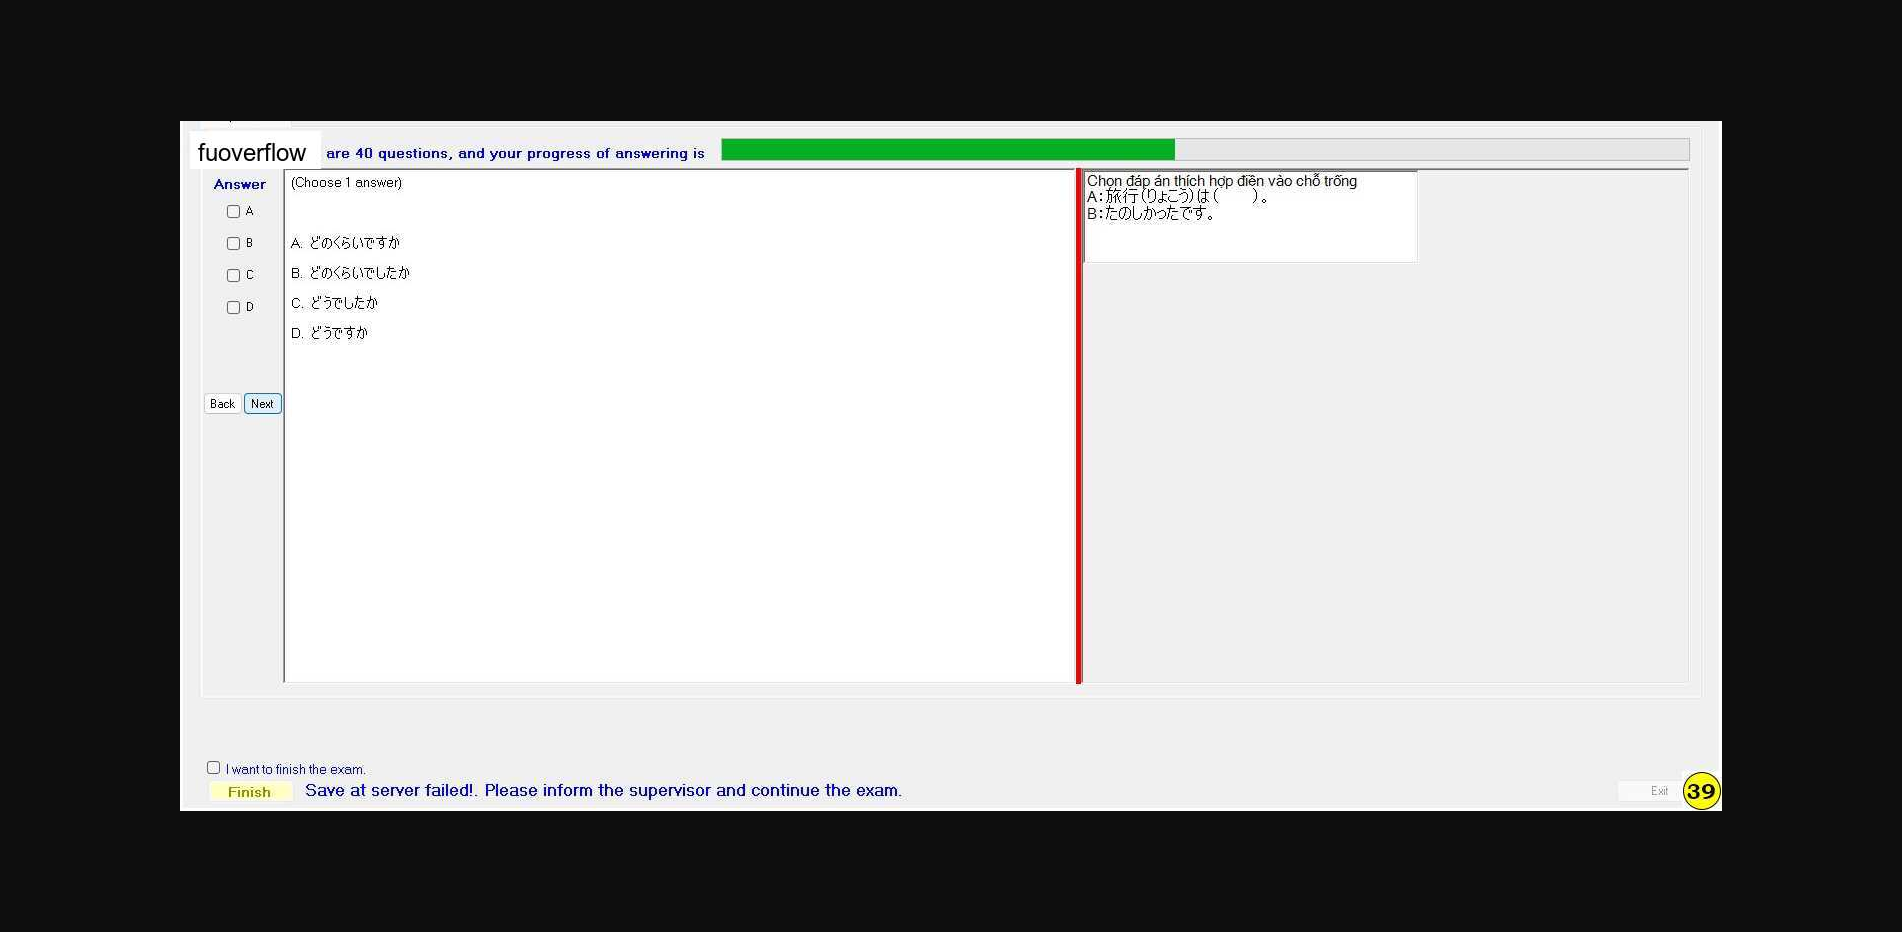 fuoverflow are 40 questions, and your progress of answering is
Answer
A
B
C
D
Back Next
(Choose 1 answer)
A. どのくらいですか
B. どのくらいでしたか
C. どうでしたか
D. どうですか
Chọn đáp án thích hợp điền vào chỗ trống
A：旅行（りょこう）は（　　）。
B：たのしかったです。
I want to finish the exam.
Finish Save at server failed!. Please inform the supervisor and continue the exam.
Exit 39